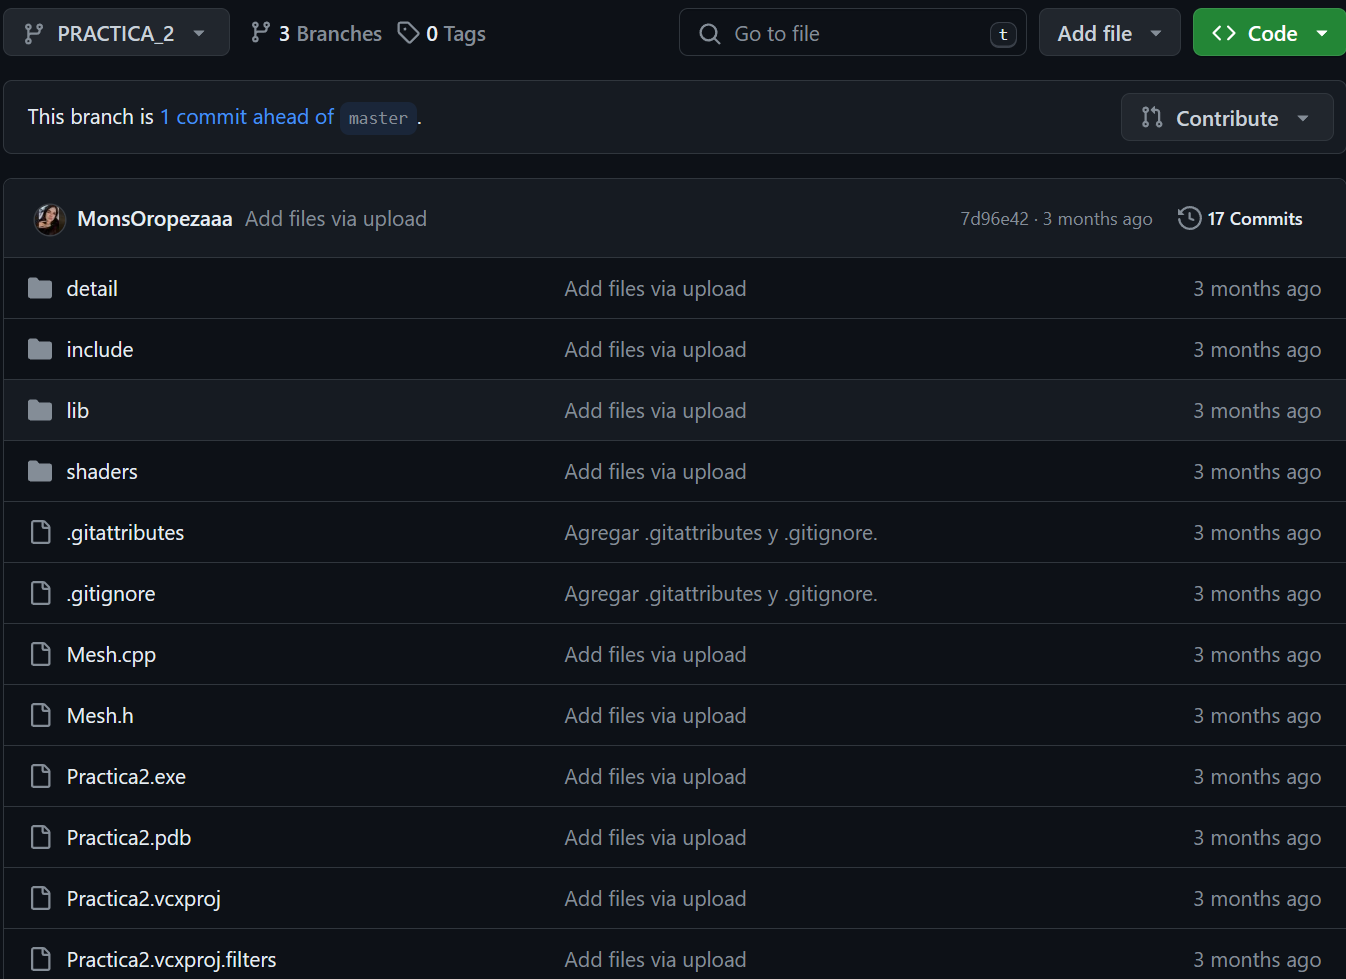 PRACTICA_2 3 Branches 0 Tags Go to file t Add file Code
This branch is 1 commit ahead of master . Contribute
MonsOropezaaa Add files via upload 7d96e42 · 3 months ago 17 Commits
detail Add files via upload 3 months ago
include Add files via upload 3 months ago
lib Add files via upload 3 months ago
shaders Add files via upload 3 months ago
.gitattributes Agregar .gitattributes y .gitignore. 3 months ago
.gitignore Agregar .gitattributes y .gitignore. 3 months ago
Mesh.cpp Add files via upload 3 months ago
Mesh.h Add files via upload 3 months ago
Practica2.exe Add files via upload 3 months ago
Practica2.pdb Add files via upload 3 months ago
Practica2.vcxproj Add files via upload 3 months ago
Practica2.vcxproj.filters Add files via upload 3 months ago